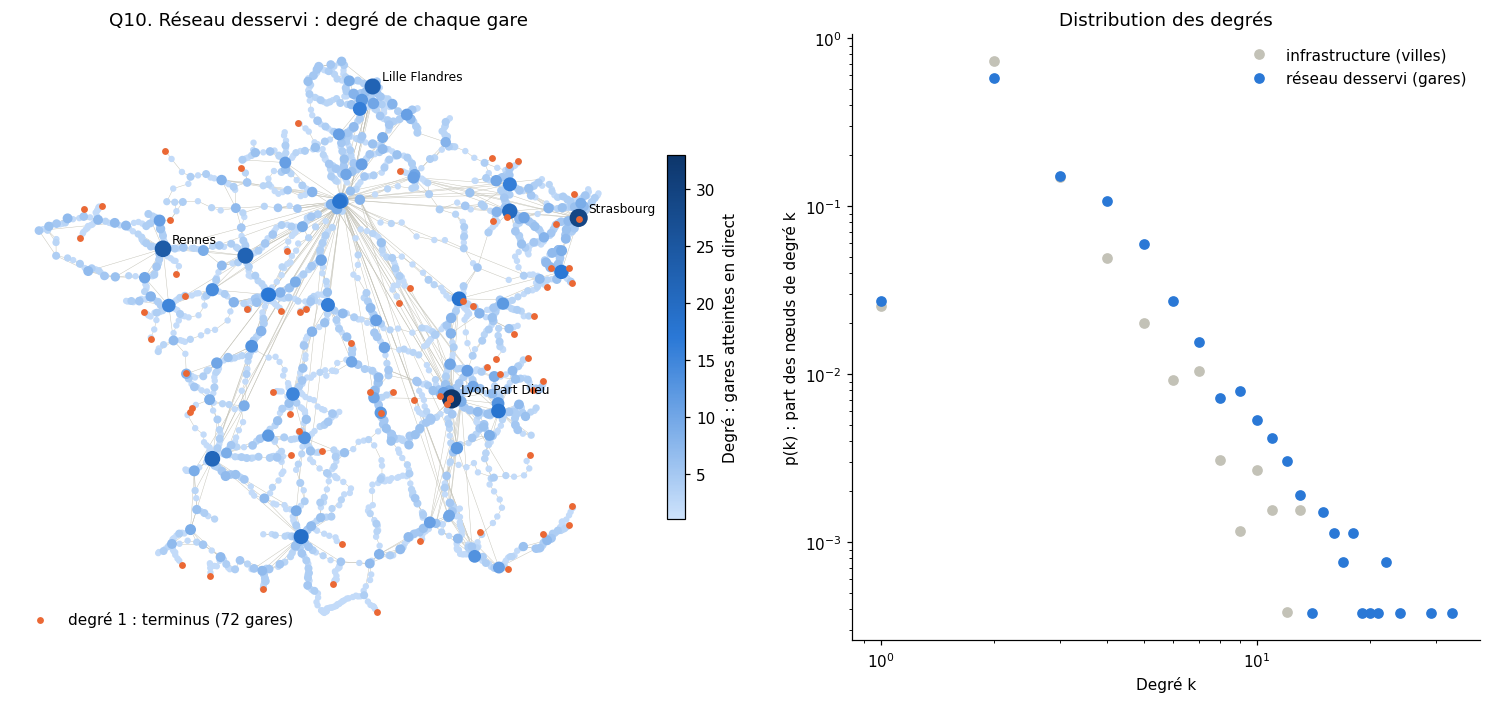 Q10. Réseau desservi : degré de chaque gare
Lille Flandres
Strasbourg
Rennes
Lyon Part Dieu
degré 1 : terminus (72 gares)
30
25
20
15
10
5
Degré : gares atteintes en direct
Distribution des degrés
infrastructure (villes)
réseau desservi (gares)
10⁰
10⁻¹
10⁻²
10⁻³
p(k) : part des nœuds de degré k
10⁰
10¹
Degré k